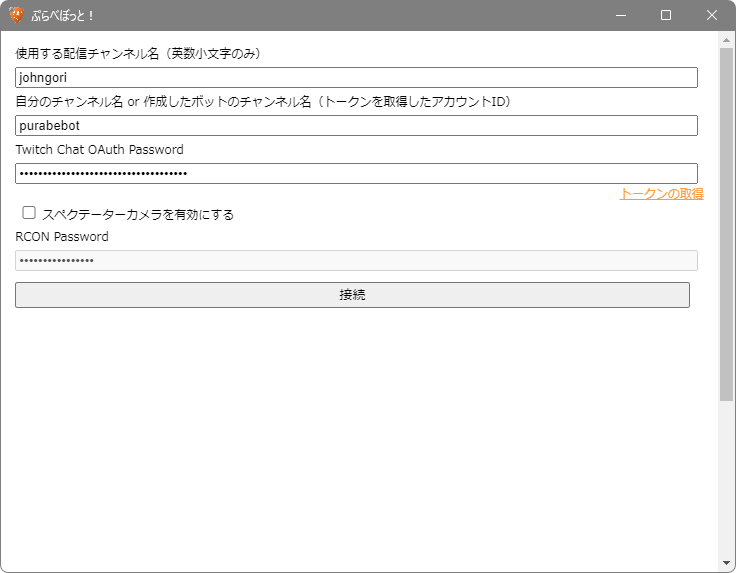 ぷらべぼっと！
使用する配信チャンネル名（英数小文字のみ）
johngori
自分のチャンネル名 or 作成したボットのチャンネル名（トークンを取得したアカウントID）
purabebot
Twitch Chat OAuth Password
••••••••••••••••••••••••••••••••••••
トークンの取得
スペクテーターカメラを有効にする
RCON Password
••••••••••••••••
接続